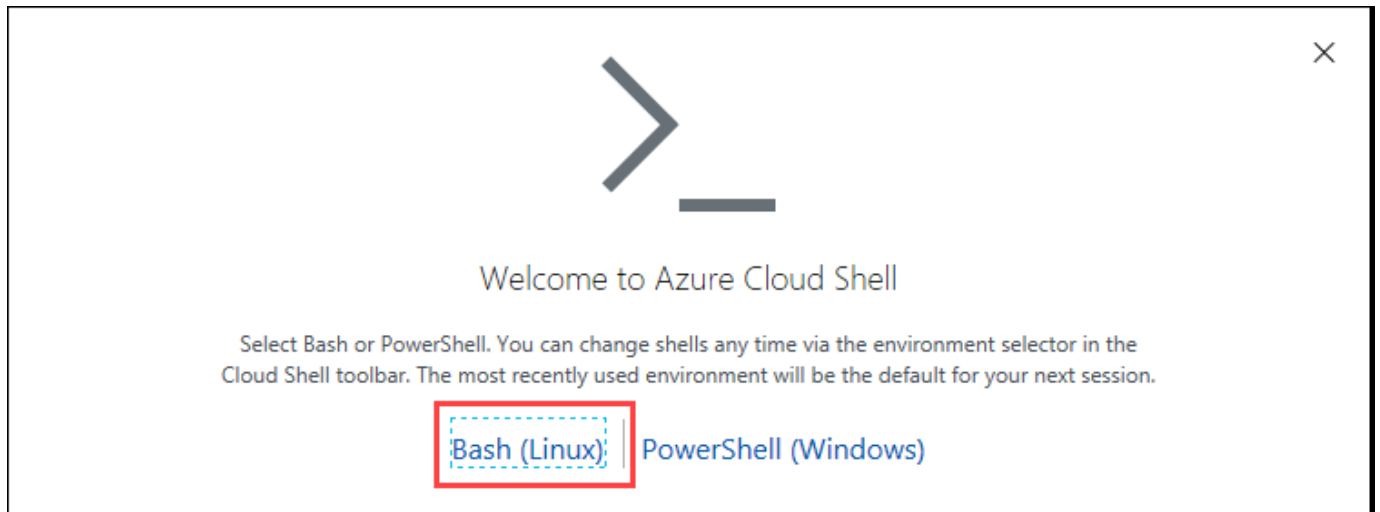 Welcome to Azure Cloud Shell
Select Bash or PowerShell. You can change shells any time via the environment selector in the
Cloud Shell toolbar. The most recently used environment will be the default for your next session.
Bash (Linux) PowerShell (Windows)